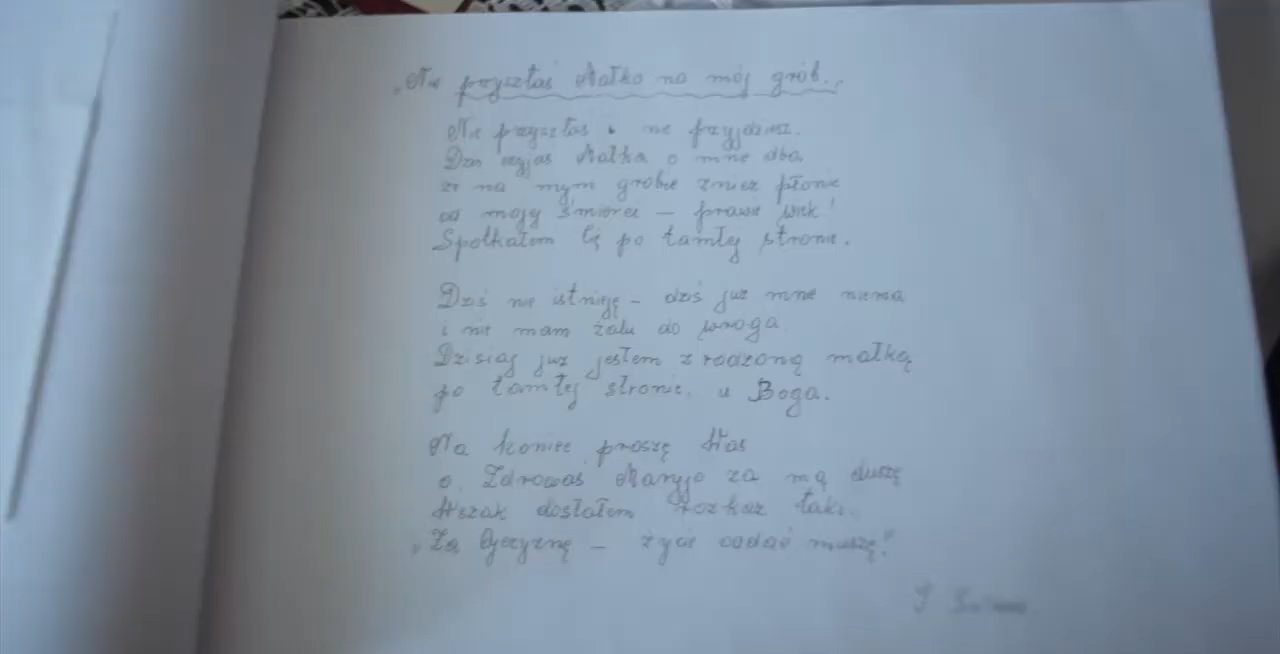 „Nie przyszłaś Matko na mój grób.„
Nie przyszłaś i nie przyjdziesz.
Dziś czyjaś Matka o mnie dba,
że na mym grobie znicz płonie
od mojej śmierci – prawie wiek!
Spotkałem Cię po tamtej stronie.
Dziś nie istnieję – dziś już mnie niema
i nie mam żalu do wroga.
Dzisiaj już jestem z rodzoną matką
po tamtej stronie, u Boga.
Na koniec proszę Was
o, Zdrowaś Maryjo za mą duszę
Wszak dostałem rozkaz taki.
„Za Ojczyznę – życie oddać muszę!"